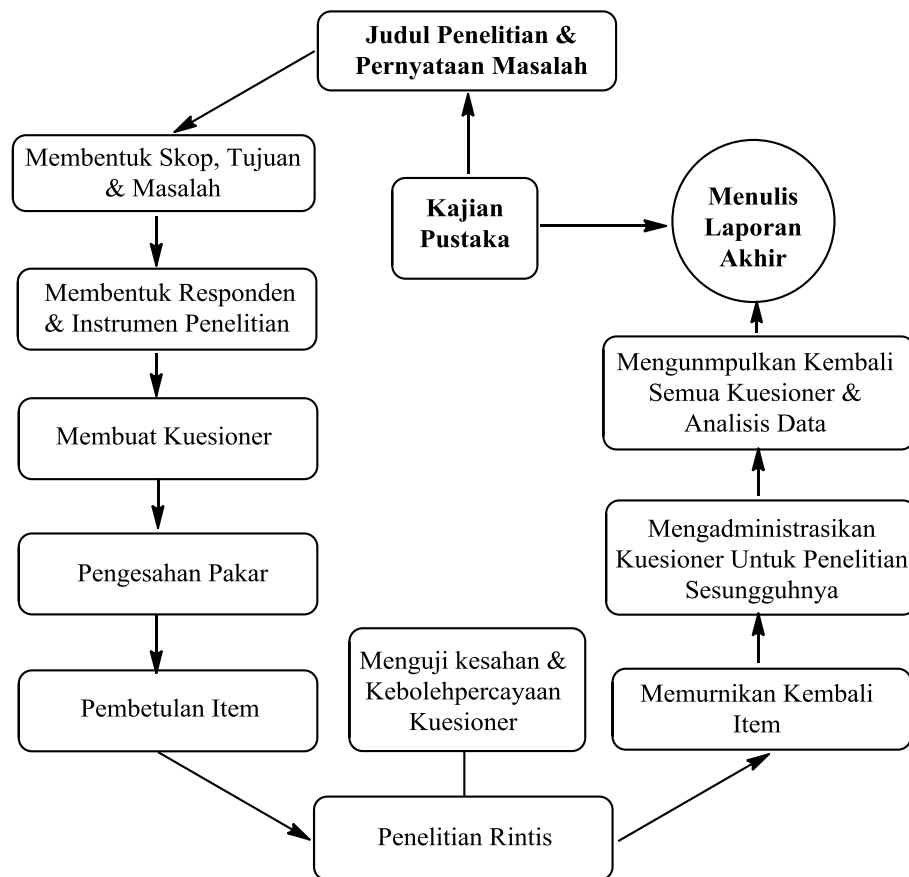 Judul Penelitian &
Pernyataan Masalah
Membentuk Skop, Tujuan
& Masalah
Kajian
Pustaka
Menulis
Laporan
Akhir
Membentuk Responden
& Instrumen Penelitian
Membuat Kuesioner
Pengesahan Pakar
Pembetulan Item
Menguji kesahan &
Kebolehpercayaan
Kuesioner
Penelitian Rintis
Memurnikan Kembali
Item
Mengadministrasikan
Kuesioner Untuk Penelitian
Sesungguhnya
Mengunmpulkan Kembali
Semua Kuesioner &
Analisis Data